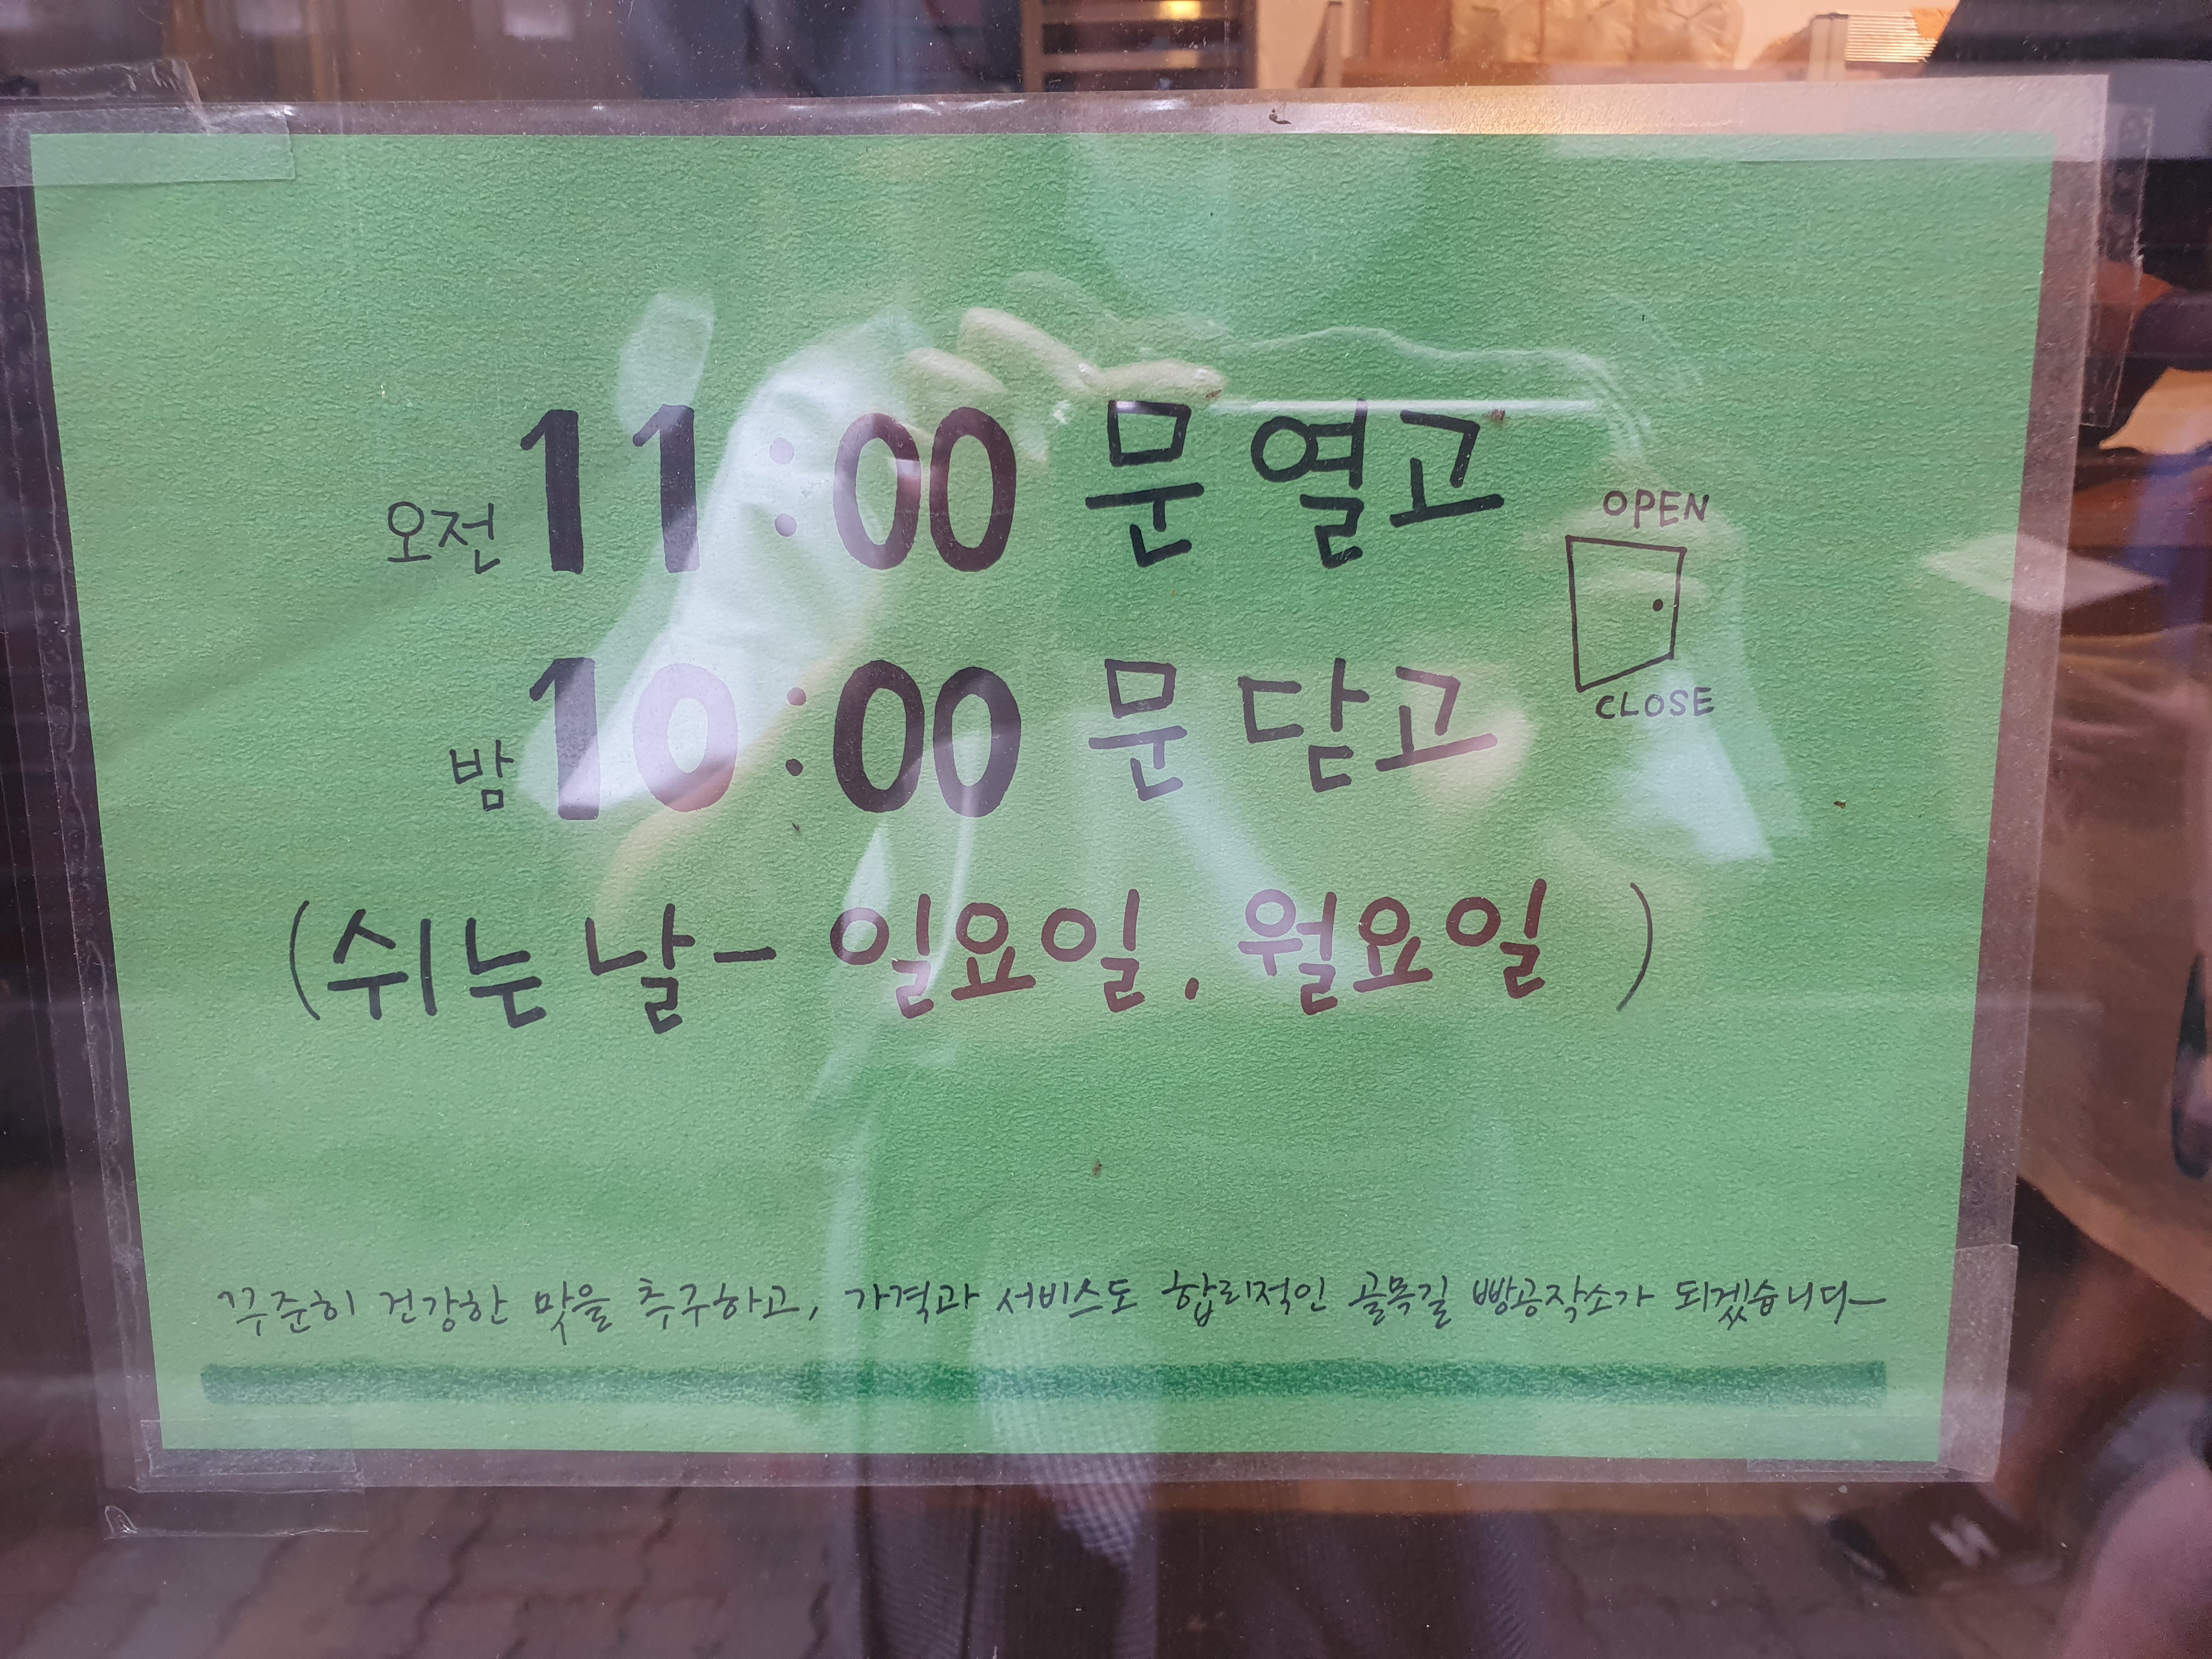 오전 11:00 문 열고
OPEN
밤 10:00 문 닫고
CLOSE
(쉬는 날 - 일요일, 월요일)
꾸준히 건강한 맛을 추구하고, 가격과 서비스도 합리적인 골목길 빵공작소가 되겠습니다-